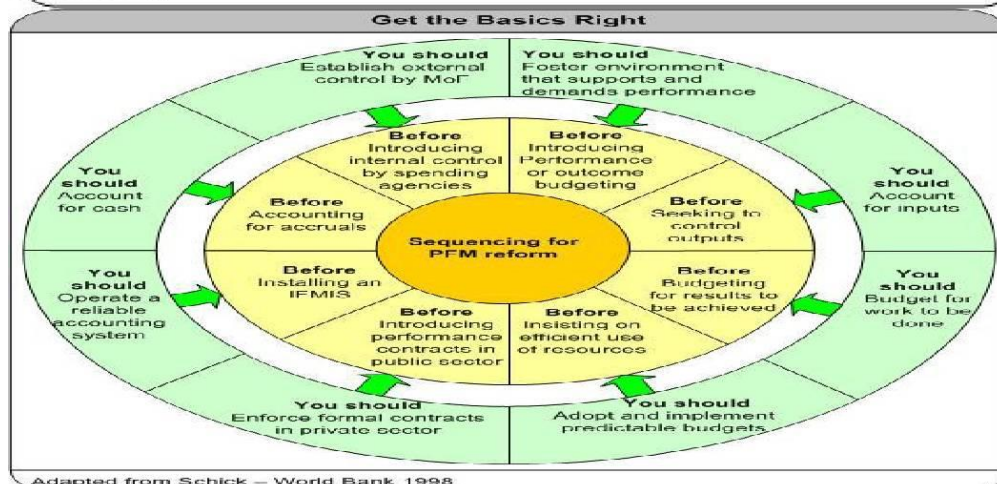 Get the Basics Right
You should
Establish external
control by MoF
You should
Foster environment
that supports and
demands performance
Before
Introducing
internal control
by spending
agencies
Before
Introducing
Performance
or outcome
budgeting
You
should
Account
for cash
Before
Accounting
for accruals
Before
Seeking to
control
outputs
You
should
Account
for inputs
Sequencing for
PFM reform
You
should
Operate a
reliable
accounting
system
Before
Installing an
IFMIS
Before
Budgeting
for results to
be achieved
You
should
Budget for
work to be
done
Before
Introducing
performance
contracts in
public sector
Before
Insisting on
efficient use
of resources
You should
Enforce formal contracts
in private sector
You should
Adopt and implement
predictable budgets
Adapted from Schick – World Bank 1998